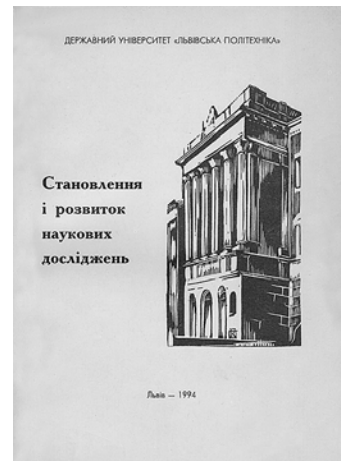 ДЕРЖАВНИЙ УНІВЕРСИТЕТ «ЛЬВІВСЬКА ПОЛІТЕХНІКА»
Становлення
і розвиток
наукових
досліджень
Львів — 1994